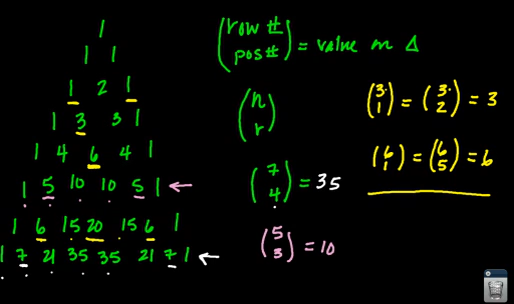 1
1 1
1 2 1
1 3 3 1
1 4 6 4 1
1 5 10 10 5 1 ←
1 6 15 20 15 6 1
1 7 21 35 35 21 7 1 ←
(row # pos #) = value on Δ
(n r)
(7 4) = 35
(5 3) = 10
(3 1) = (3 2) = 3
(6 1) = (6 5) = 6